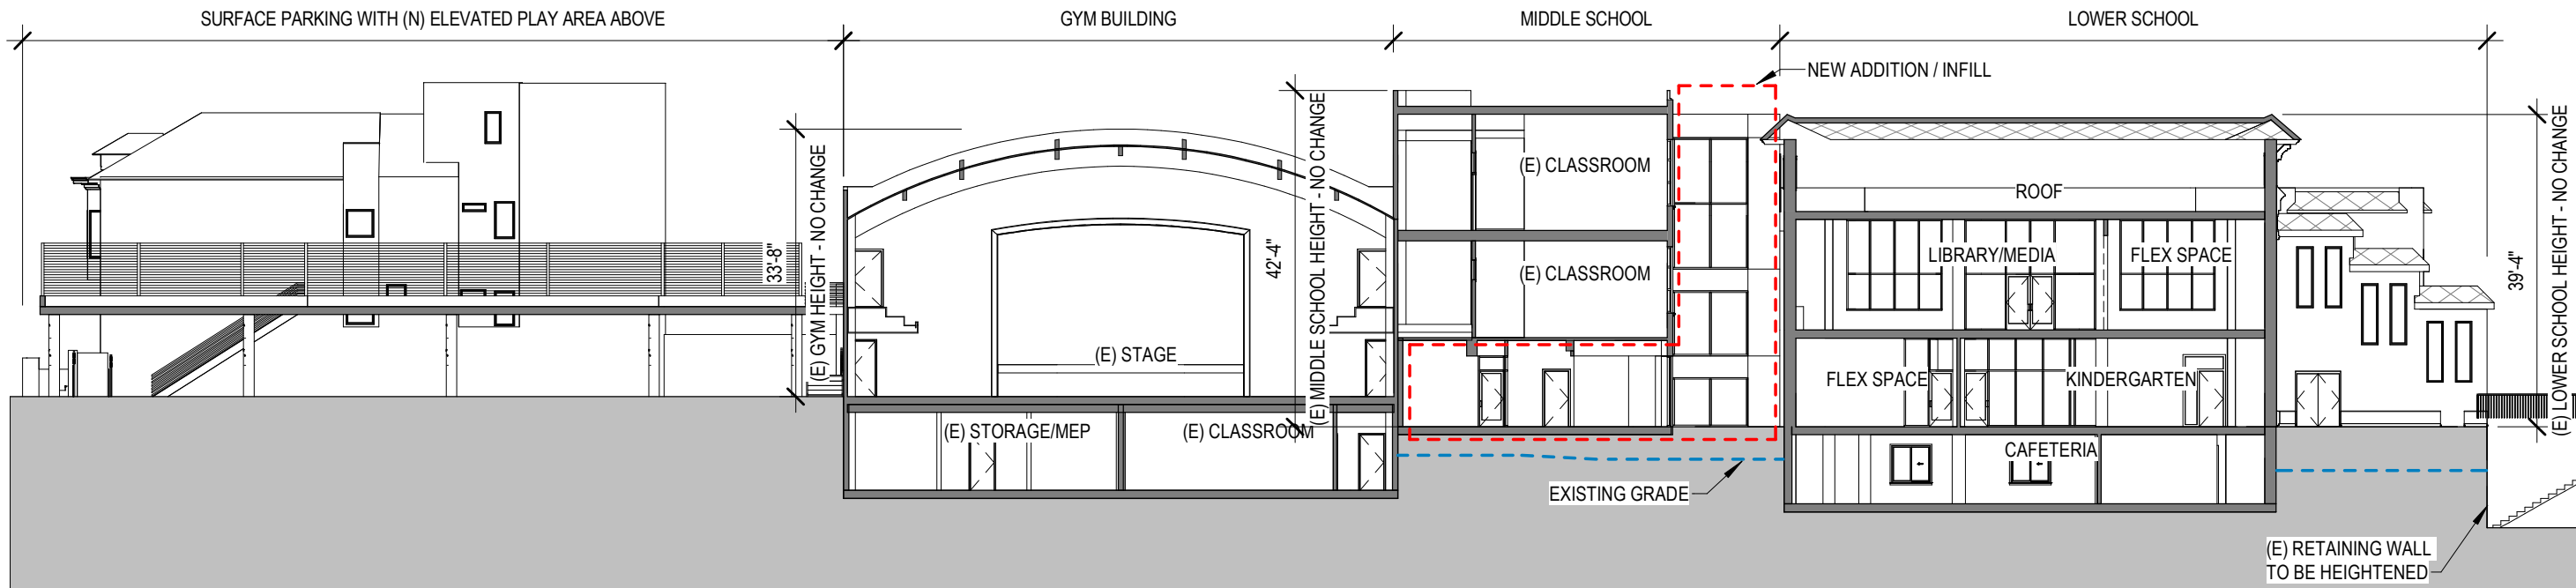 SURFACE PARKING WITH (N) ELEVATED PLAY AREA ABOVE
GYM BUILDING
MIDDLE SCHOOL
LOWER SCHOOL
NEW ADDITION / INFILL
33'-8"
(E) GYM HEIGHT - NO CHANGE
42'-4"
(E) MIDDLE SCHOOL HEIGHT - NO CHANGE
39'-4"
(E) LOWER SCHOOL HEIGHT - NO CHANGE
(E) CLASSROOM
ROOF
LIBRARY/MEDIA
FLEX SPACE
(E) CLASSROOM
(E) STAGE
FLEX SPACE
KINDERGARTEN
(E) STORAGE/MEP
(E) CLASSROOM
CAFETERIA
EXISTING GRADE
(E) RETAINING WALL
TO BE HEIGHTENED